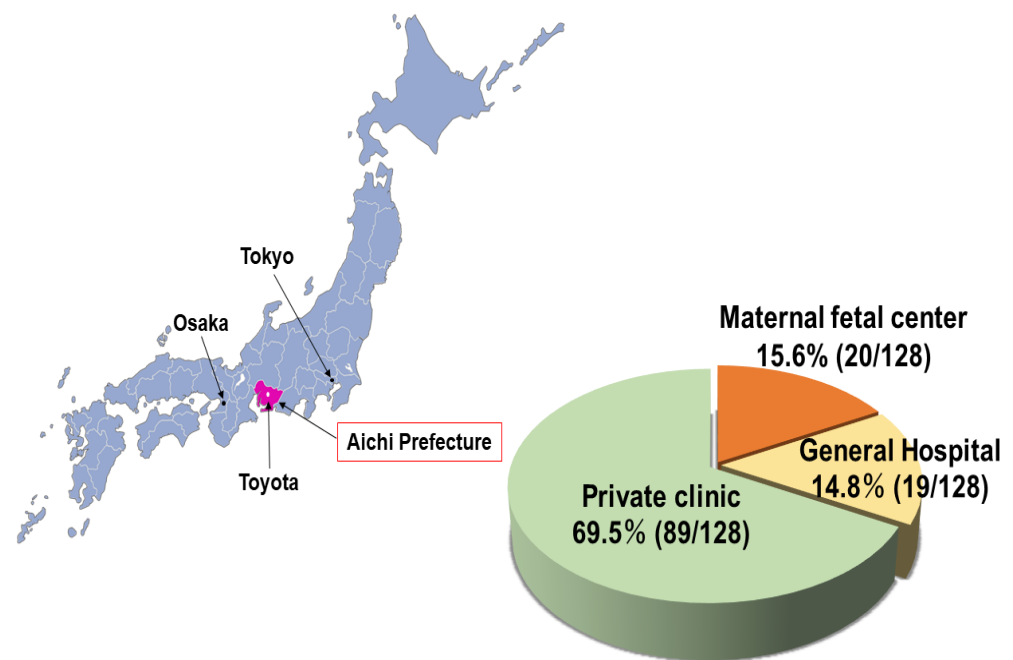 Tokyo
Osaka
Aichi Prefecture
Toyota
Maternal fetal center
15.6% (20/128)
General Hospital
14.8% (19/128)
Private clinic
69.5% (89/128)